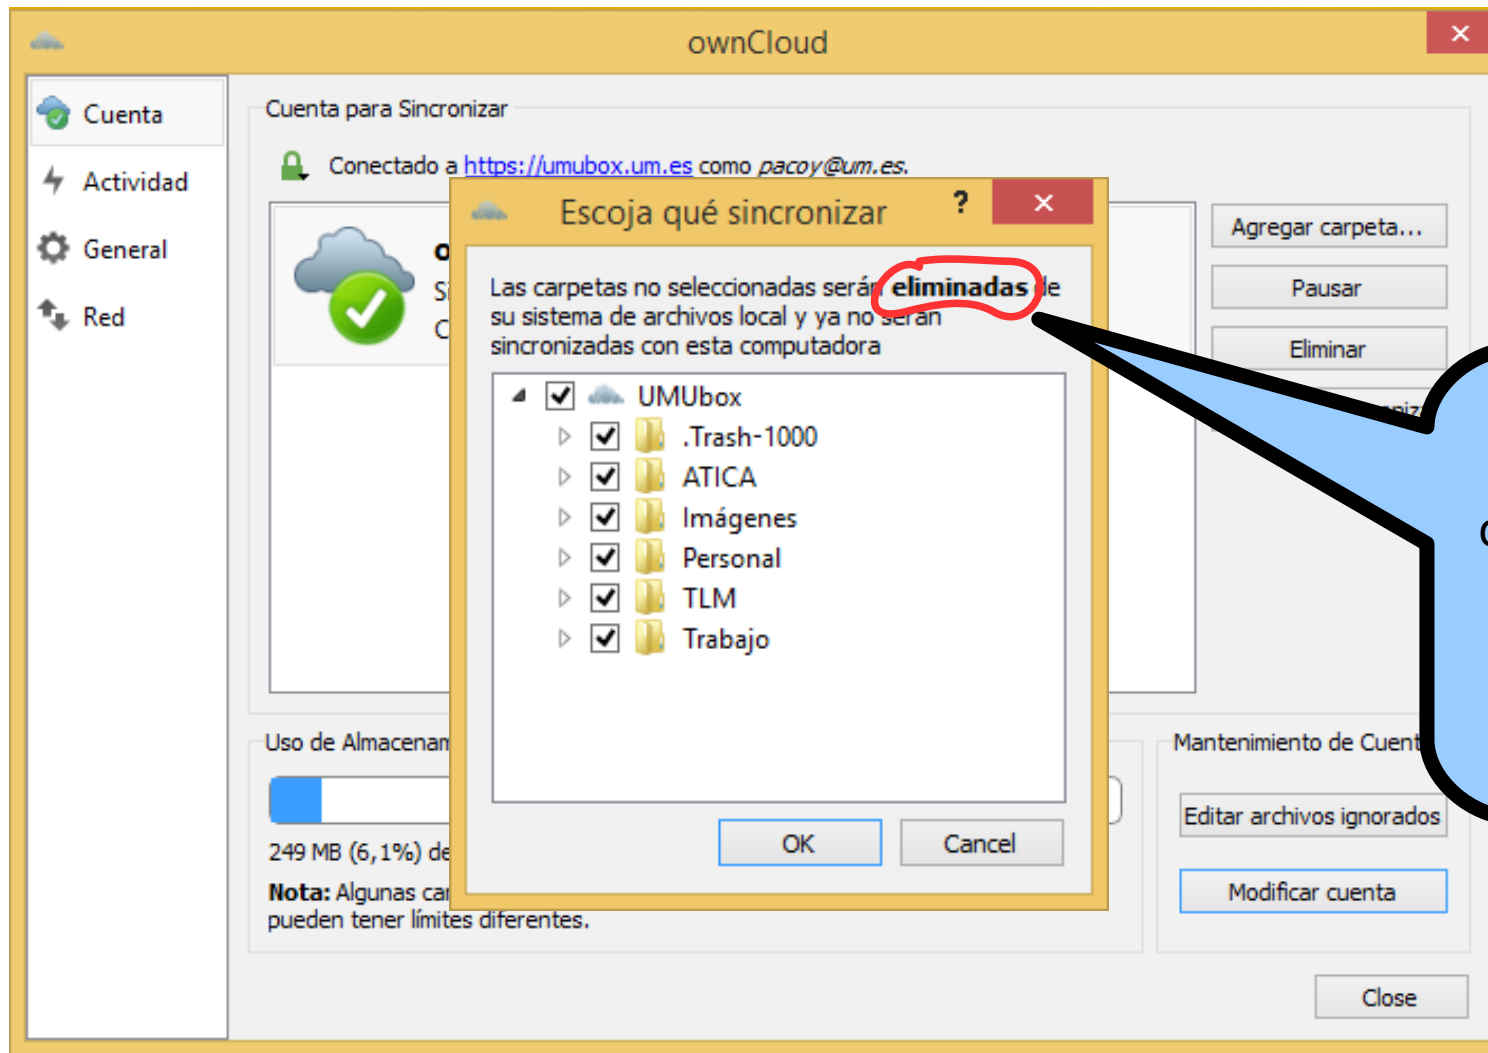 ownCloud
Cuenta
Actividad
General
Red
Cuenta para Sincronizar
Conectado a https://umubox.um.es como pacoy@um.es.
Escoja qué sincronizar
Las carpetas no seleccionadas serán eliminadas de
su sistema de archivos local y ya no serán
sincronizadas con esta computadora
UMUbox
.Trash-1000
ATICA
Imágenes
Personal
TLM
Trabajo
OK
Cancel
Agregar carpeta...
Pausar
Eliminar
Uso de
249 MB (6,1%) de
Nota: Algunas
pueden tener límites diferentes.
Mantenimiento de
Editar archivos ignorados
Modificar cuenta
Close